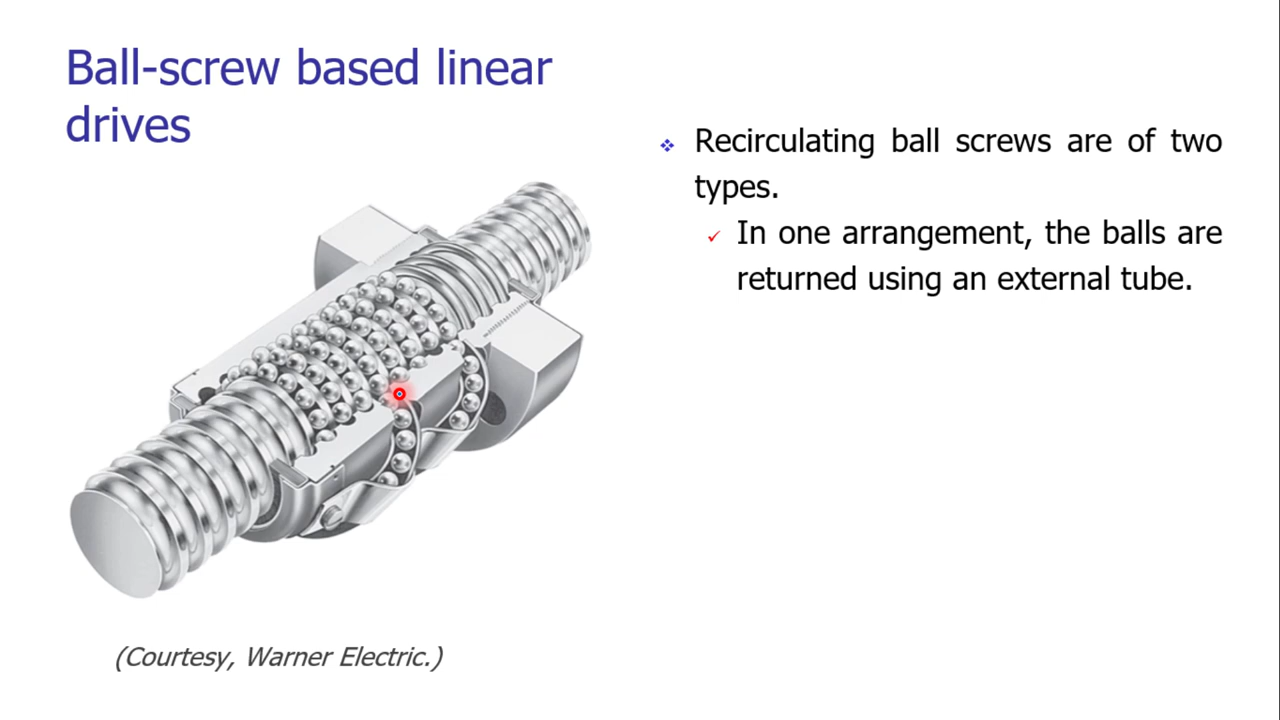 Ball-screw based linear
drives
Recirculating ball screws are of two
types.
In one arrangement, the balls are
returned using an external tube.
(Courtesy, Warner Electric.)